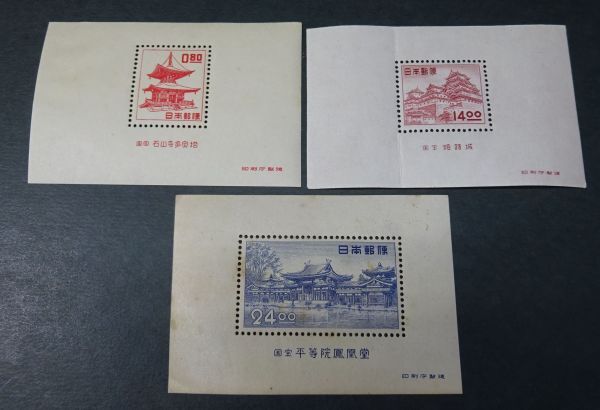 0.80
日本郵便
国宝 石山寺多宝塔
印刷庁製造
日本郵便
14.00
国宝 姫路城
印刷庁製造
日本郵便
24.00
国宝 平等院鳳凰堂
印刷庁製造